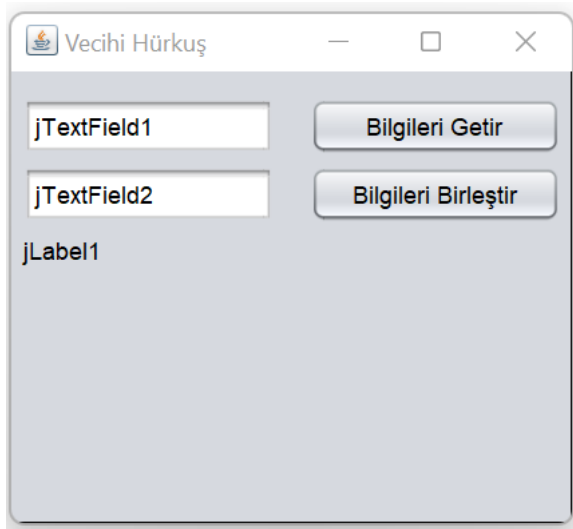 Vecihi Hürkuş
jTextField1
Bilgileri Getir
jTextField2
Bilgileri Birleştir
jLabel1